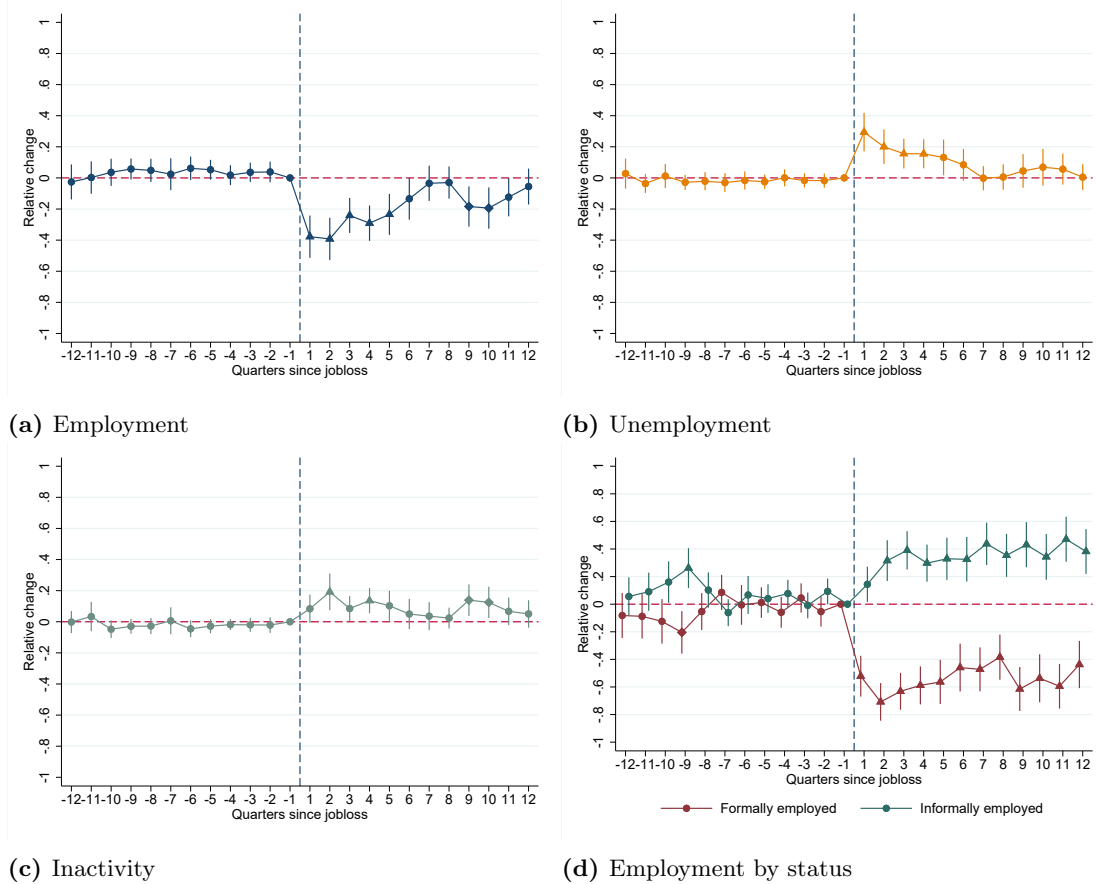 1
.8
.6
.4
.2
0
-.2
-.4
-.6
-.8
-1
Relative change
-12 -11 -10 -9 -8 -7 -6 -5 -4 -3 -2 -1 1 2 3 4 5 6 7 8 9 10 11 12
Quarters since jobloss
(a) Employment
1
.8
.6
.4
.2
0
-.2
-.4
-.6
-.8
-1
Relative change
-12 -11 -10 -9 -8 -7 -6 -5 -4 -3 -2 -1 1 2 3 4 5 6 7 8 9 10 11 12
Quarters since jobloss
(b) Unemployment
1
.8
.6
.4
.2
0
-.2
-.4
-.6
-.8
-1
Relative change
-12 -11 -10 -9 -8 -7 -6 -5 -4 -3 -2 -1 1 2 3 4 5 6 7 8 9 10 11 12
Quarters since jobloss
(c) Inactivity
1
.8
.6
.4
.2
0
-.2
-.4
-.6
-.8
-1
Relative change
-12 -11 -10 -9 -8 -7 -6 -5 -4 -3 -2 -1 1 2 3 4 5 6 7 8 9 10 11 12
Quarters since jobloss
Formally employed Informally employed
(d) Employment by status